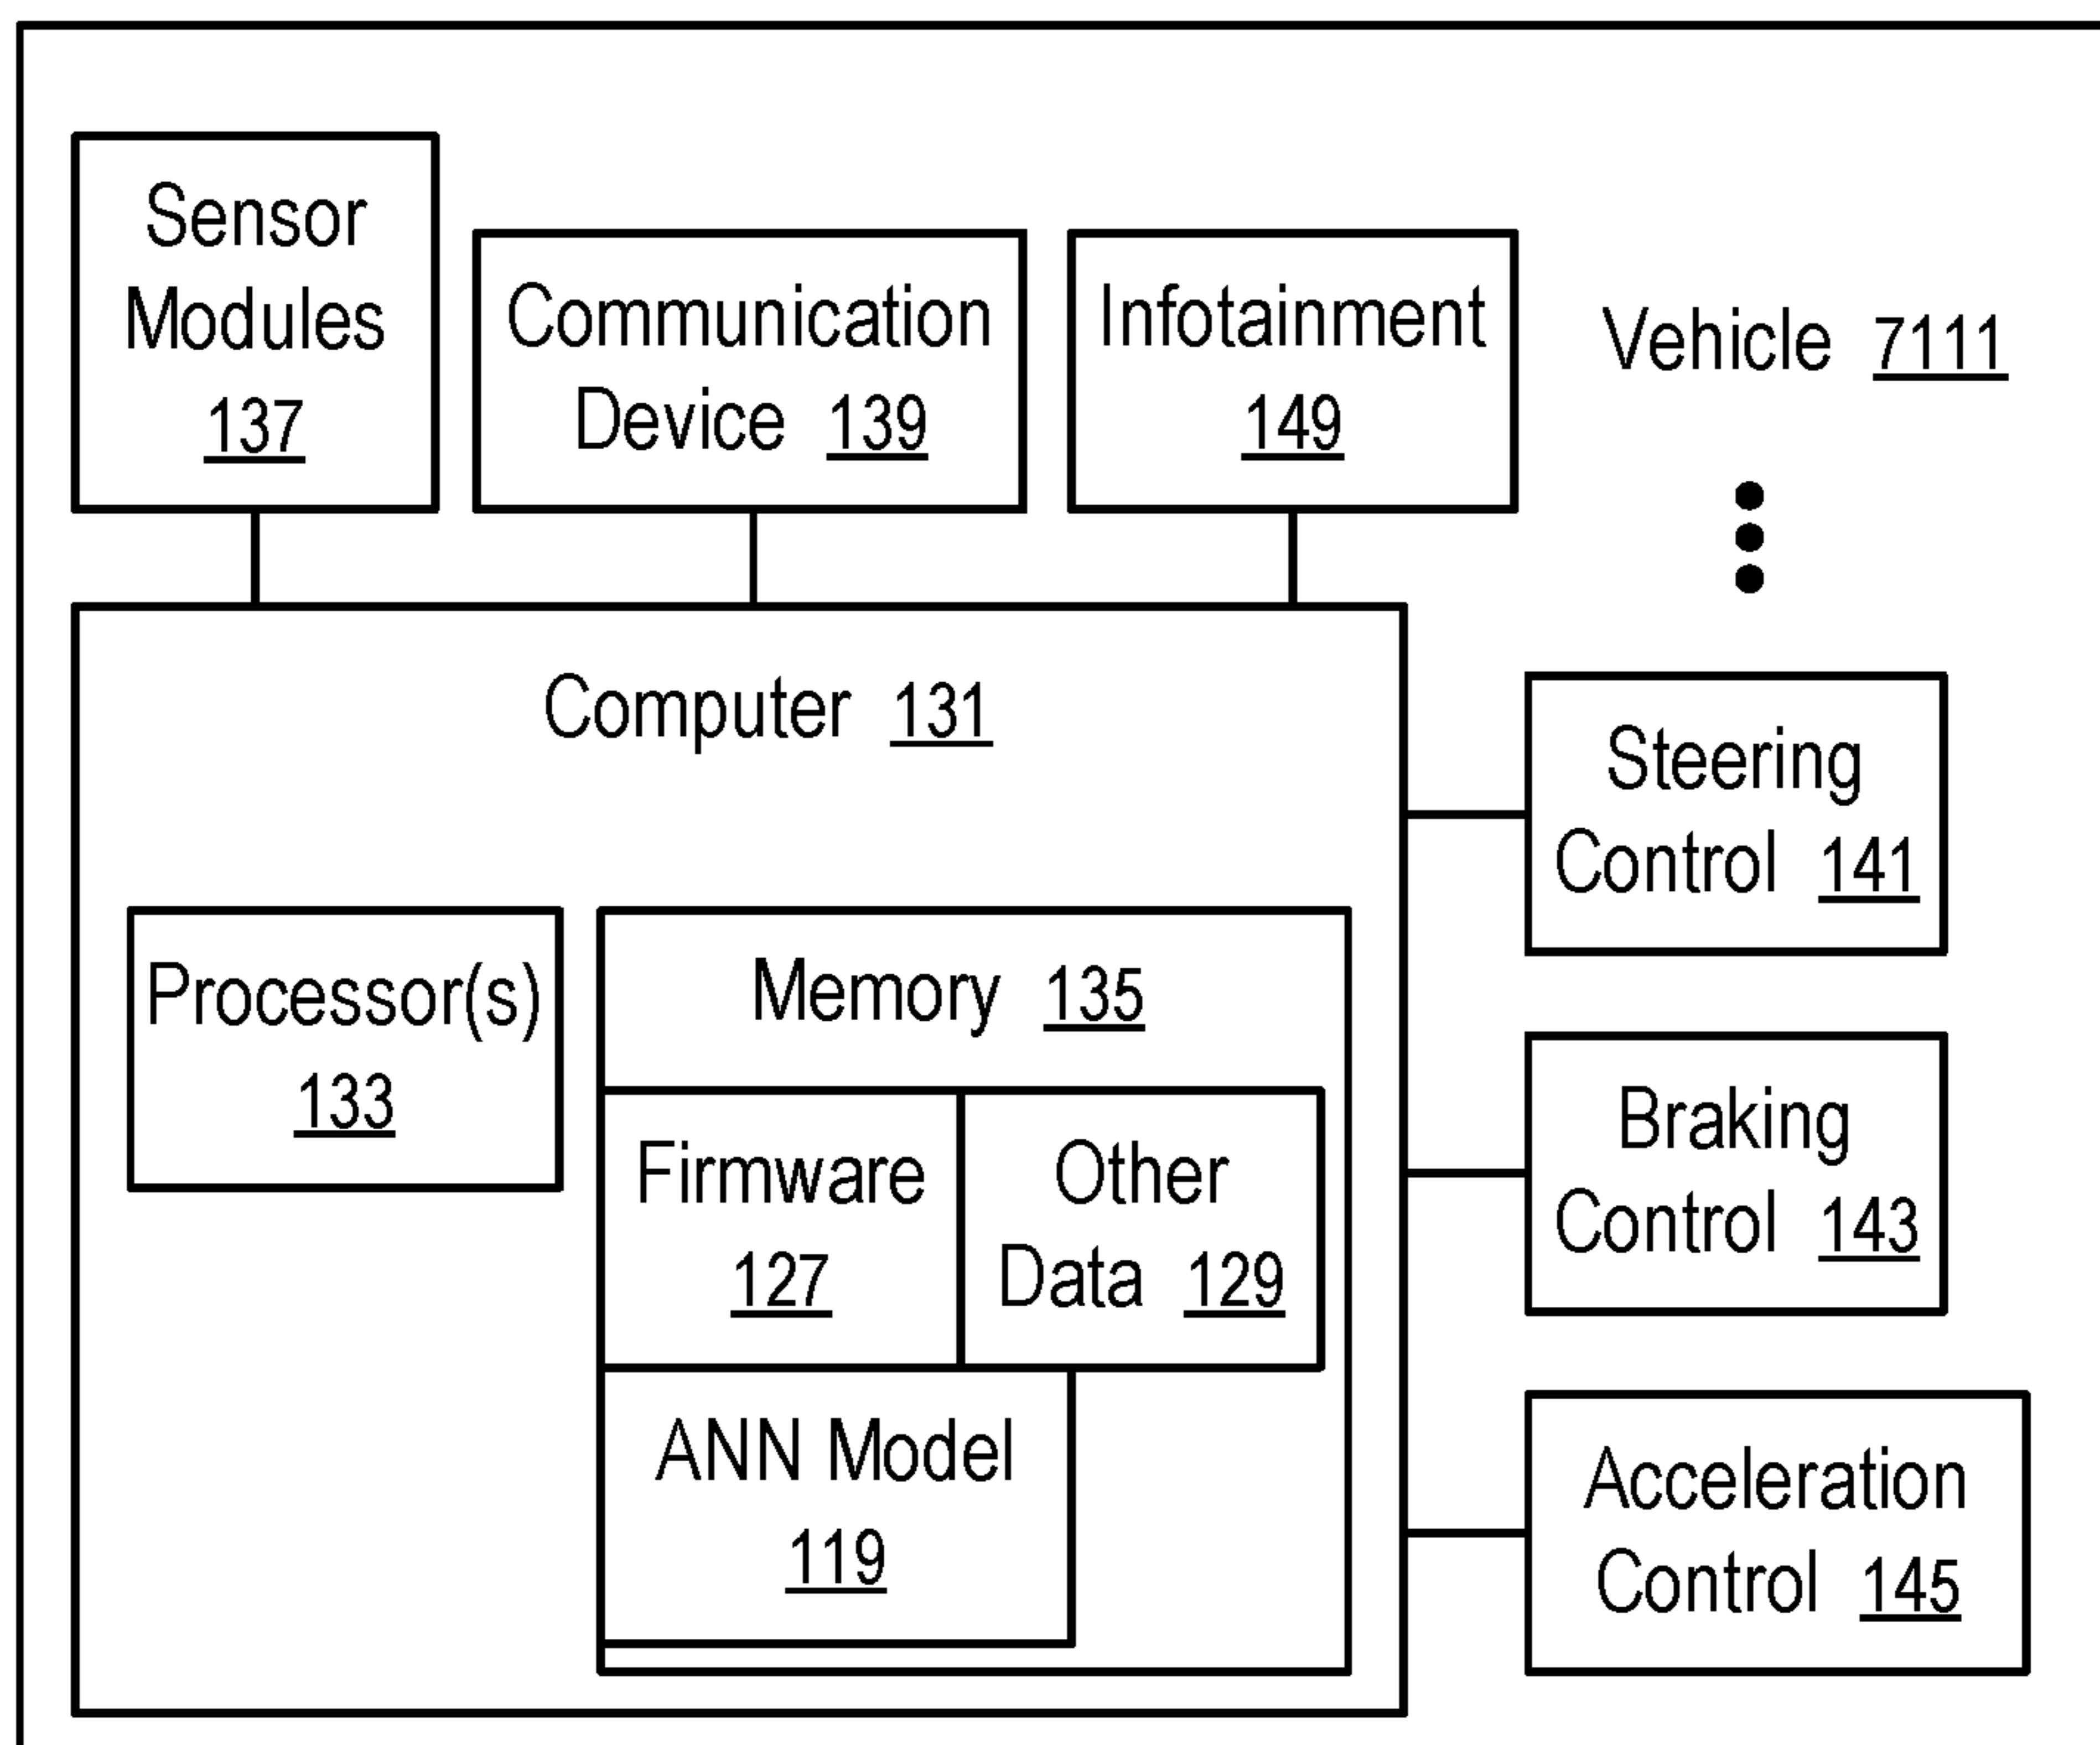 Sensor
Modules
137
Communication
Device 139
Infotainment
149
Vehicle 7111
Computer 131
Steering
Control 141
Processor(s)
133
Memory 135
Firmware
127
Other
Data 129
Braking
Control 143
ANN Model
119
Acceleration
Control 145